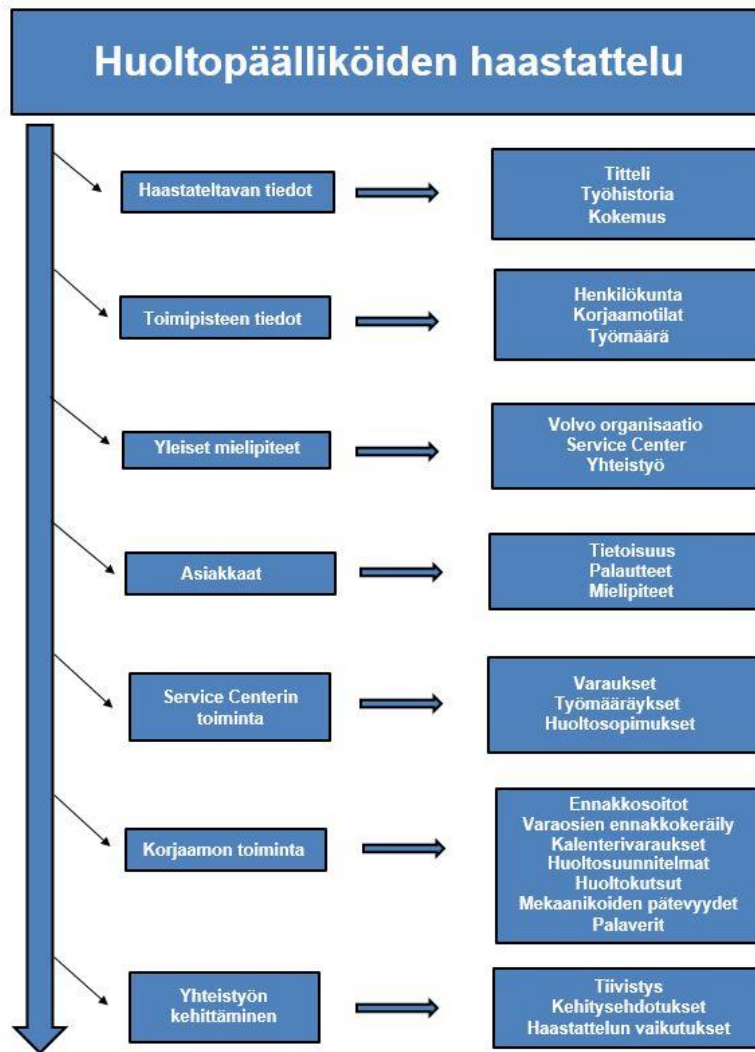 Huoltopäälliköiden haastattelu
Haastateltavan tiedot
Titteli
Työhistoria
Kokemus
Toimipisteen tiedot
Henkilökunta
Korjaamotilat
Työmäärä
Yleiset mielipiteet
Volvo organisaatio
Service Center
Yhteistyö
Asiakkaat
Tietoisuus
Palautteet
Mielipiteet
Service Centerin
toiminta
Varaukset
Työmääräykset
Huoltosopimukset
Korjaamon toiminta
Ennakkosoitot
Varaosien ennakkokeräily
Kalenterivaraukset
Huoltosuunnitelmat
Huoltokutsut
Mekaanikoiden pätevyydet
Palaverit
Yhteistyön
kehittäminen
Tiivistys
Kehitysehdotukset
Haastattelun vaikutukset